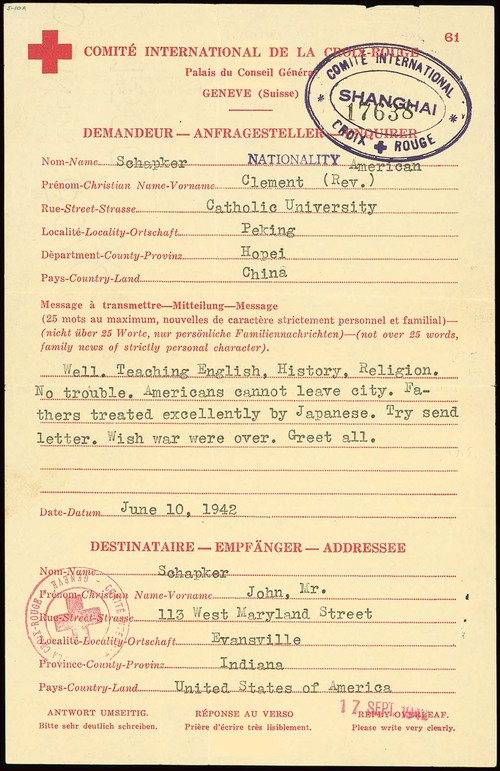 61
COMITÉ INTERNATIONAL DE LA CROIX-ROUGE
Palais du Conseil Général
GENEVE (Suisse)
COMITÉ INTERNATIONAL
SHANGHAI
17638
CROIX ROUGE
DEMANDEUR — ANFRAGESTELLER — ENQUIRER
Nom-Name Schapker NATIONALITY American
Prénom-Christian Name-Vorname Clement (Rev.)
Rue-Street-Strasse Catholic University
Localité-Locality-Ortschaft Peking
Dèpartment-County-Provinz Hopei
Pays-Country-Land China
Message à transmettre—Mitteilung—Message
(25 mots au maximum, nouvelles de caractère strictement personnel et familial)—
(nicht über 25 Worte, nur persönliche Familiennachrichten)—(not over 25 words,
family news of strictly personal character).
Well. Teaching English, History, Religion.
No trouble. Americans cannot leave city. Fa-
thers treated excellently by Japanese. Try send
letter. Wish war were over. Greet all.
Date-Datum June 10, 1942
DESTINATAIRE — EMPFÄNGER — ADDRESSEE
Nom-Name Schapker
Prénom-Christian Name-Vorname John, Mr.
Rue-Street-Strasse 113 West Maryland Street
Localité-Locality-Ortschaft Evansville
Province-County-Provinz Indiana
Pays-Country-Land United States of America
17 SEPT. 1942
ANTWORT UMSEITIG. RÉPONSE AU VERSO REPLY OVERLEAF.
Bitte sehr deutlich schreiben. Prière d'écrire très lisiblement. Please write very clearly.